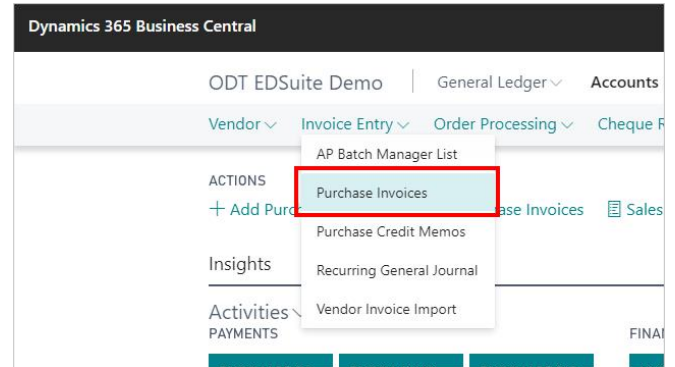 Dynamics 365 Business Central
ODT EDSuite Demo General Ledger Accounts
Vendor Invoice Entry Order Processing Cheque R
AP Batch Manager List
ACTIONS
Purchase Invoices
+ Add Purc ase Invoices Sales
Purchase Credit Memos
Insights
Recurring General Journal
Activities
Vendor Invoice Import
PAYMENTS FINA